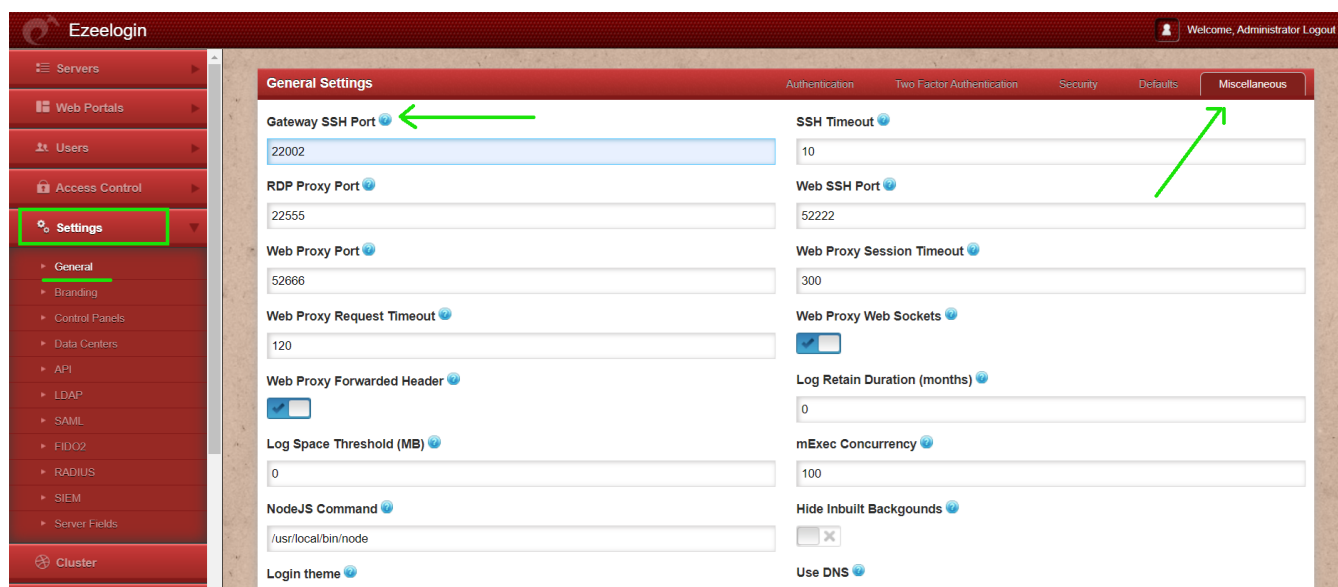 Ezeelogin
Welcome, Administrator Logout
Servers
Web Portals
Users
Access Control
Settings
General
Branding
Control Panels
Data Centers
API
LDAP
SAML
FIDO2
RADIUS
SIEM
Server Fields
Cluster
General Settings
Authentication
Two Factor Authentication
Security
Defaults
Miscellaneous
Gateway SSH Port
22002
SSH Timeout
10
RDP Proxy Port
22555
Web SSH Port
52222
Web Proxy Port
52666
Web Proxy Session Timeout
300
Web Proxy Request Timeout
120
Web Proxy Web Sockets
Web Proxy Forwarded Header
Log Retain Duration (months)
0
Log Space Threshold (MB)
0
mExec Concurrency
100
NodeJS Command
/usr/local/bin/node
Hide Inbuilt Backgounds
Login theme
Use DNS